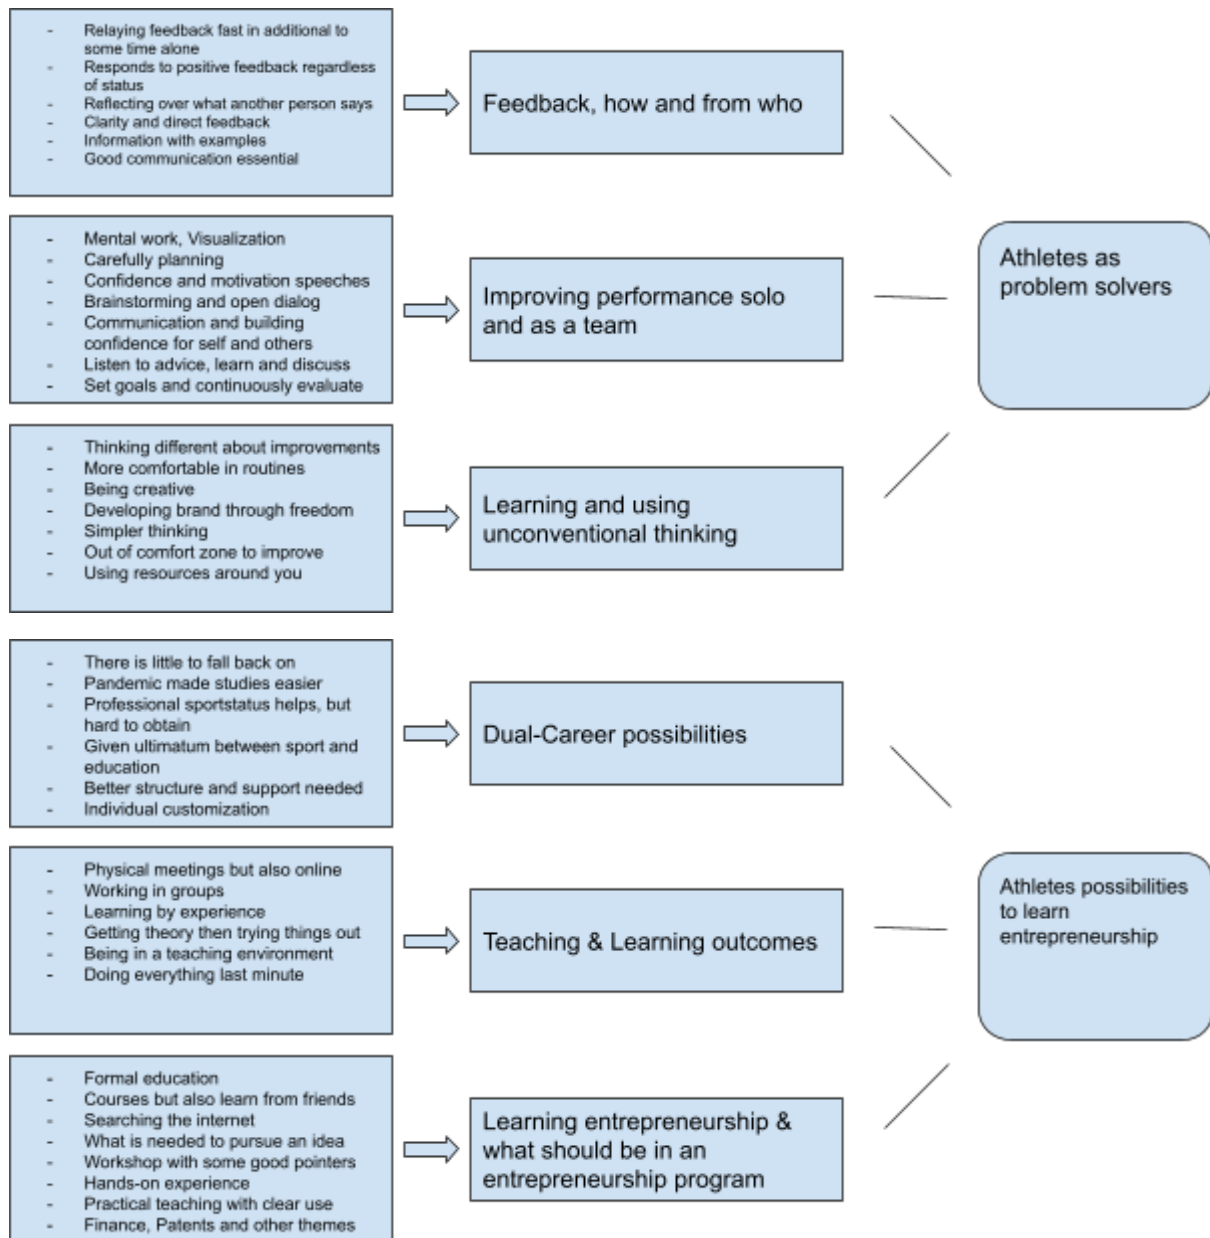 - Relaying feedback fast in additional to
some time alone
- Responds to positive feedback regardless
of status
- Reflecting over what another person says
- Clarity and direct feedback
- Information with examples
- Good communication essential
Feedback, how and from who
- Mental work, Visualization
- Carefully planning
- Confidence and motivation speeches
- Brainstorming and open dialog
- Communication and building
confidence for self and others
- Listen to advice, learn and discuss
- Set goals and continuously evaluate
Improving performance solo
and as a team
- Thinking different about improvements
- More comfortable in routines
- Being creative
- Developing brand through freedom
- Simpler thinking
- Out of comfort zone to improve
- Using resources around you
Learning and using
unconventional thinking
Athletes as
problem solvers
- There is little to fall back on
- Pandemic made studies easier
- Professional sportstatus helps, but
hard to obtain
- Given ultimatum between sport and
education
- Better structure and support needed
- Individual customization
Dual-Career possibilities
- Physical meetings but also online
- Working in groups
- Learning by experience
- Getting theory then trying things out
- Being in a teaching environment
- Doing everything last minute
Teaching & Learning outcomes
- Formal education
- Courses but also learn from friends
- Searching the internet
- What is needed to pursue an idea
- Workshop with some good pointers
- Hands-on experience
- Practical teaching with clear use
- Finance, Patents and other themes
Learning entrepreneurship &
what should be in an
entrepreneurship program
Athletes possibilities
to learn
entrepreneurship